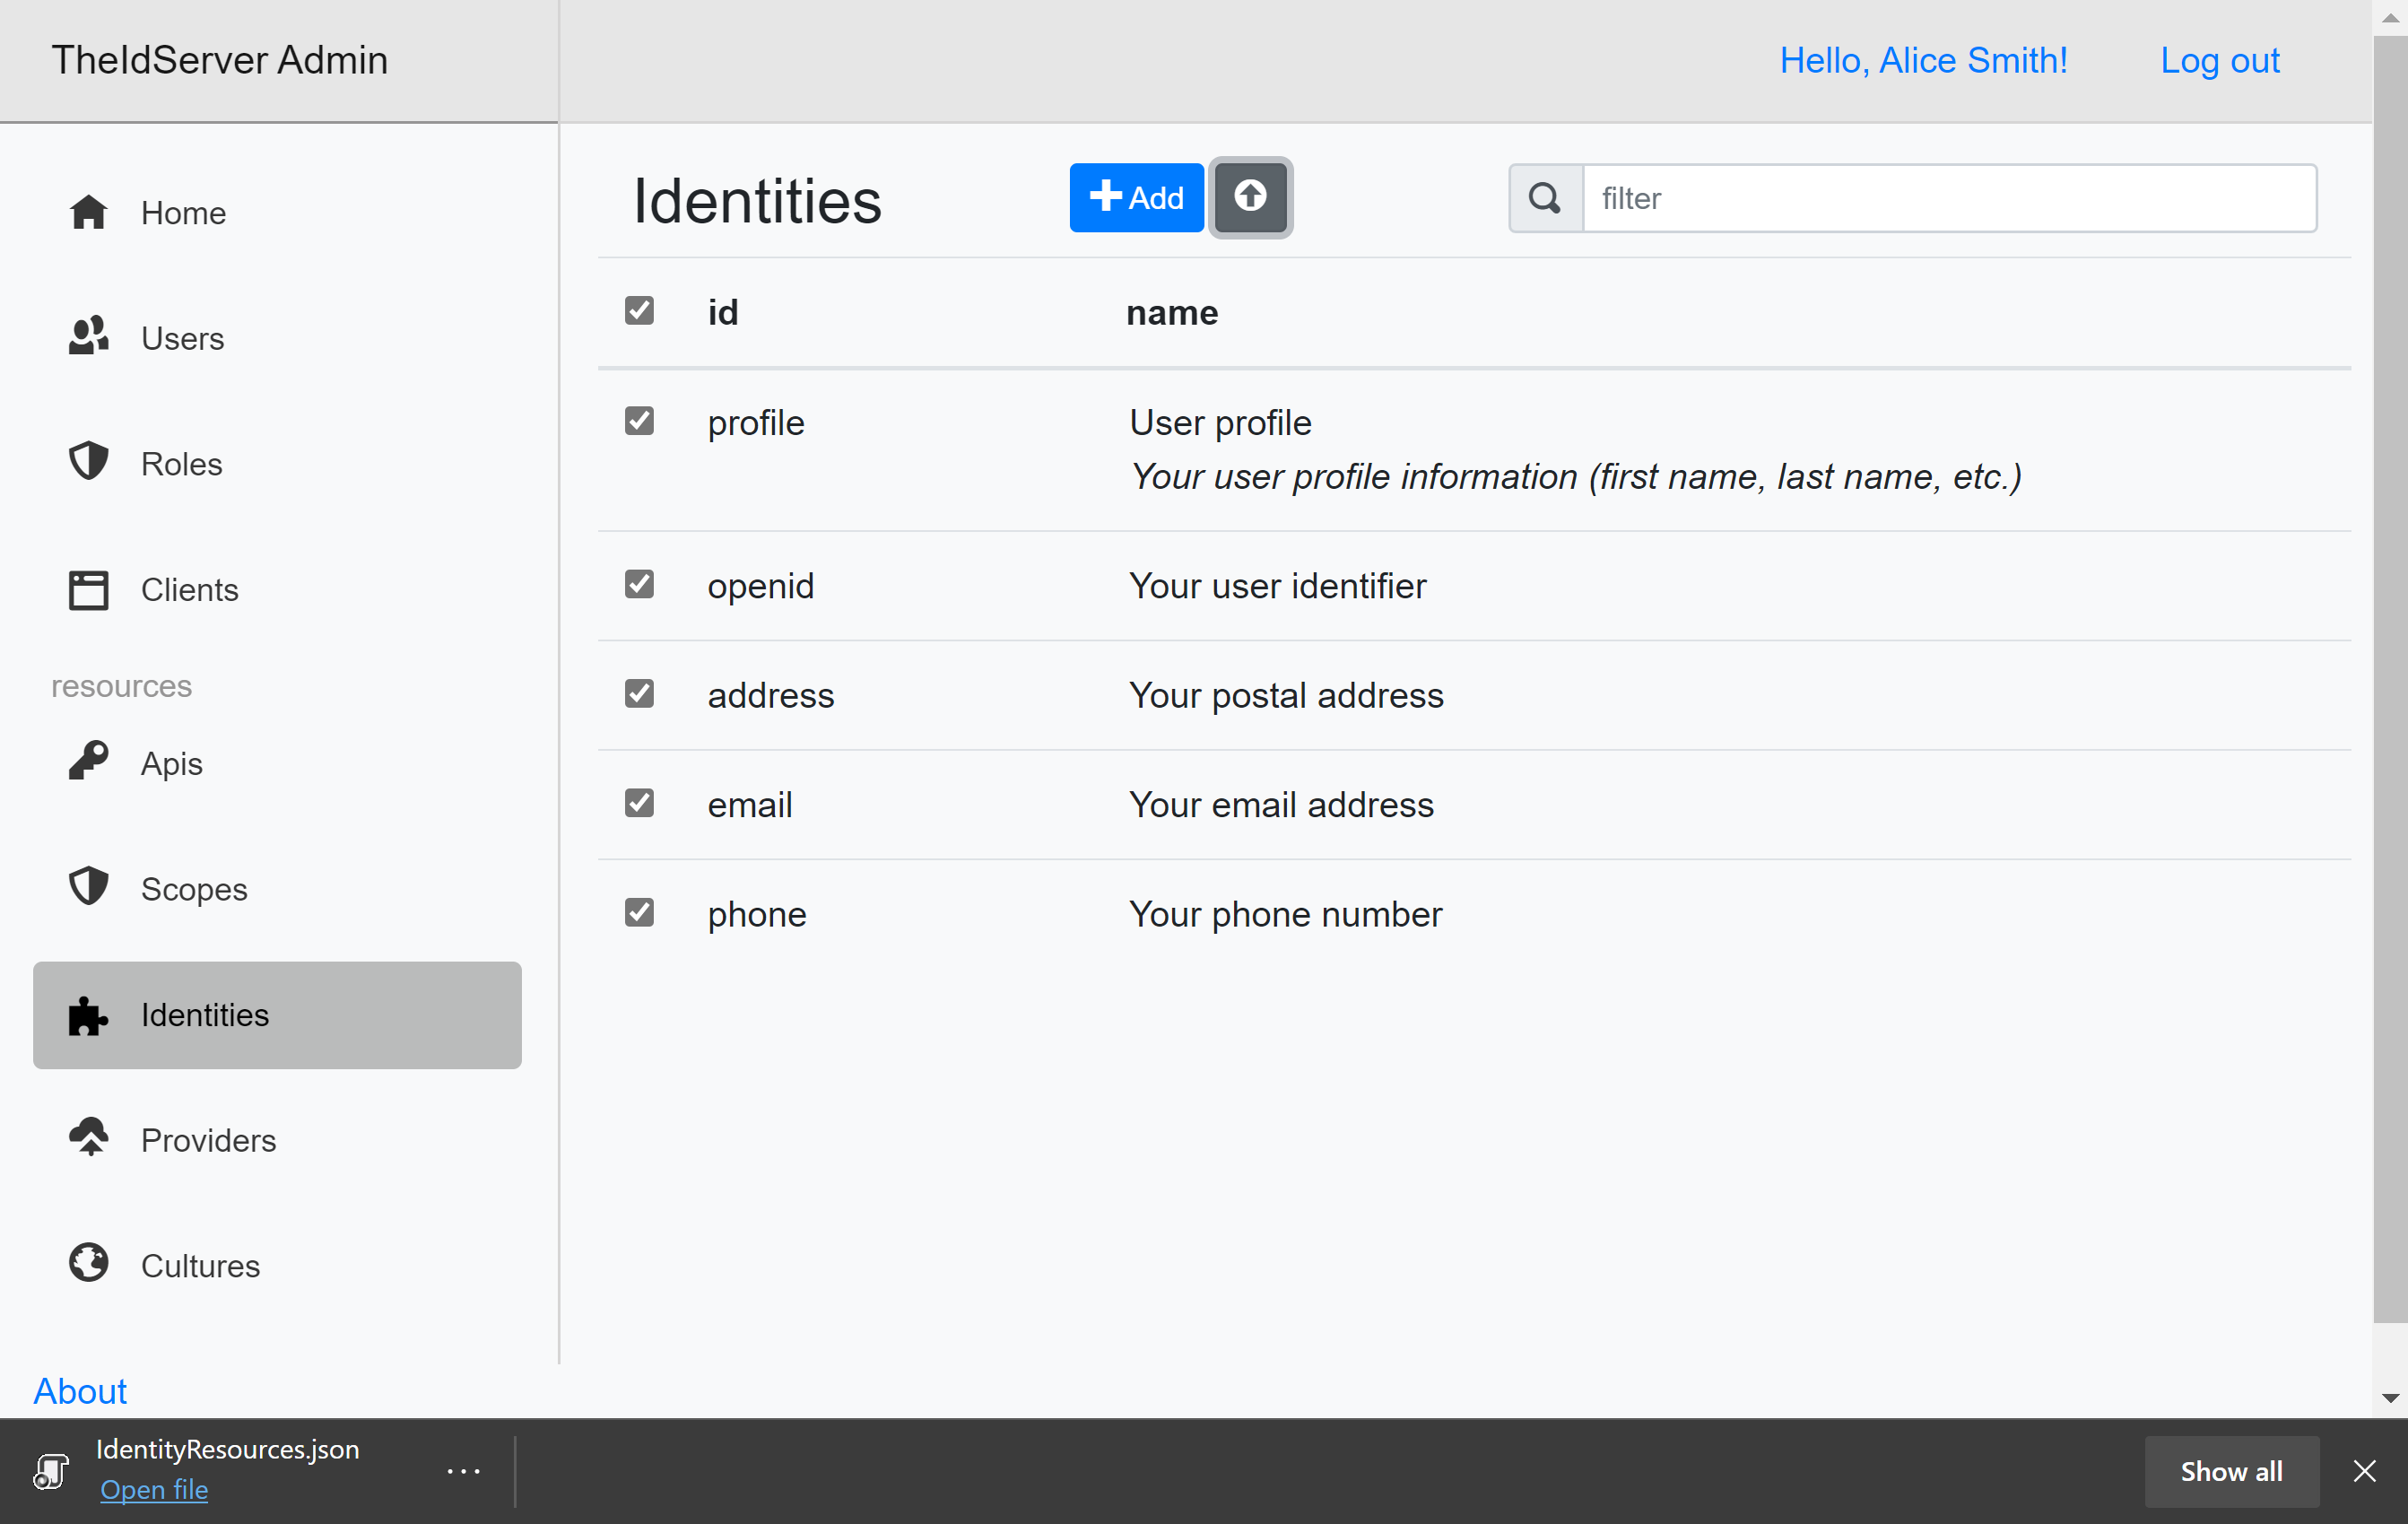 TheIdServer Admin
Hello, Alice Smith!
Log out
Home
Users
Roles
Clients
resources
Apis
Scopes
Identities
Providers
Cultures
About
Identities
Add
filter
id name
profile User profile
Your user profile information (first name, last name, etc.)
openid Your user identifier
address Your postal address
email Your email address
phone Your phone number
IdentityResources.json
Open file
...
Show all